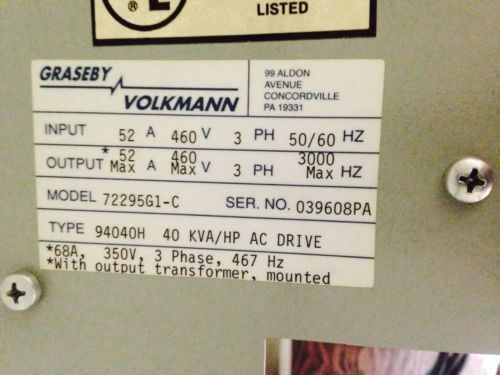 ®
LISTED
GRASEBY
VOLKMANN
99 ALDON
AVENUE
CONCORDVILLE
PA 19331
INPUT 52 A 460 V 3 PH 50/60 HZ
OUTPUT *52 Max A 460 Max V 3 PH 3000 Max HZ
MODEL 72295G1-C SER. NO. 039608PA
TYPE 94040H 40 KVA/HP AC DRIVE
*68A, 350V, 3 Phase, 467 Hz
*With output transformer, mounted